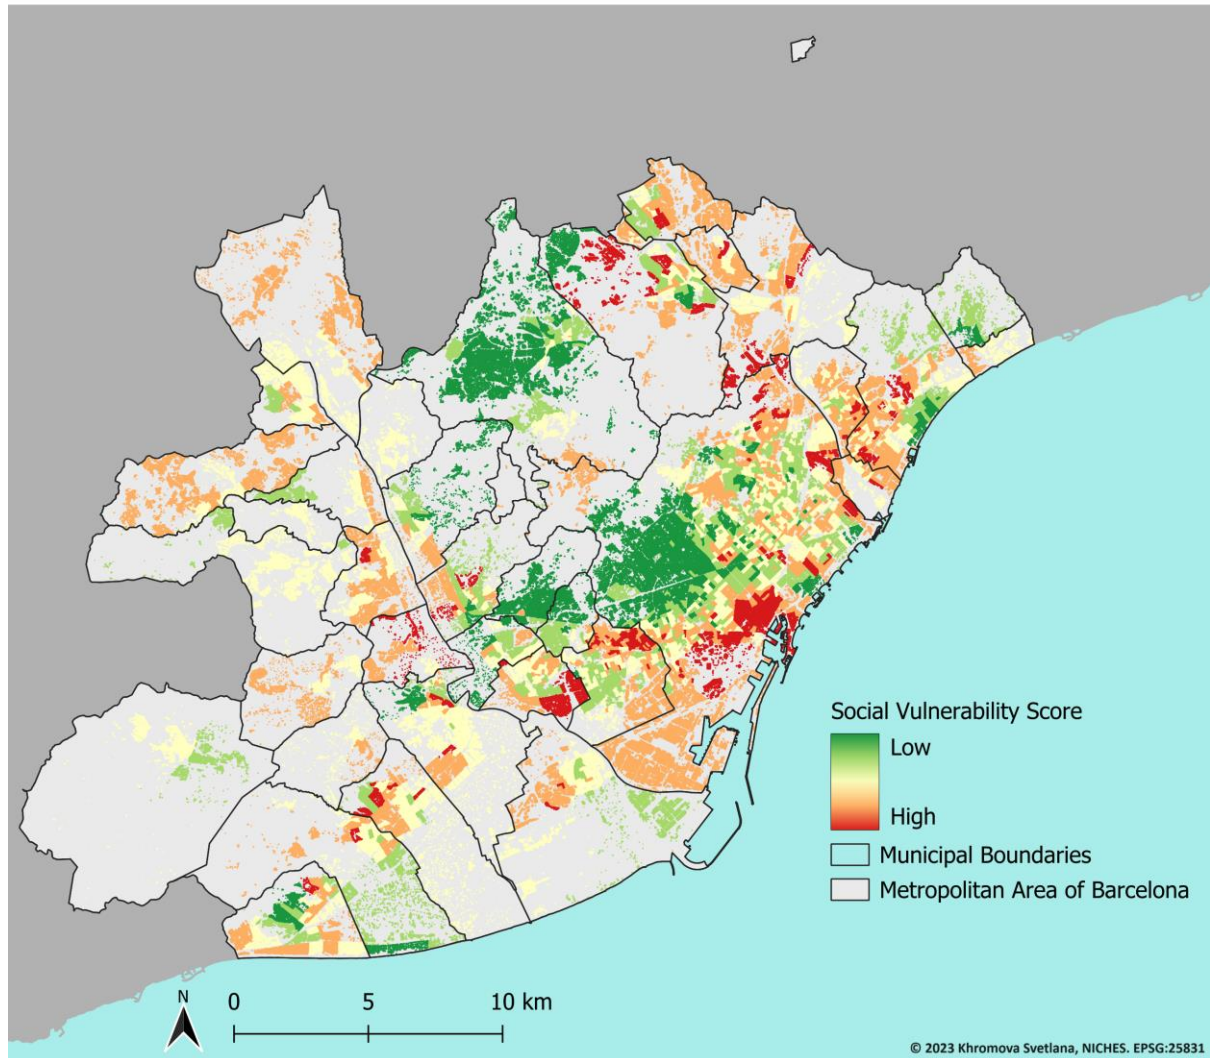 Social Vulnerability Score
Low
High
Municipal Boundaries
Metropolitan Area of Barcelona
N
0 5 10 km
© 2023 Khromova Svetlana, NICHES. EPSG:25831